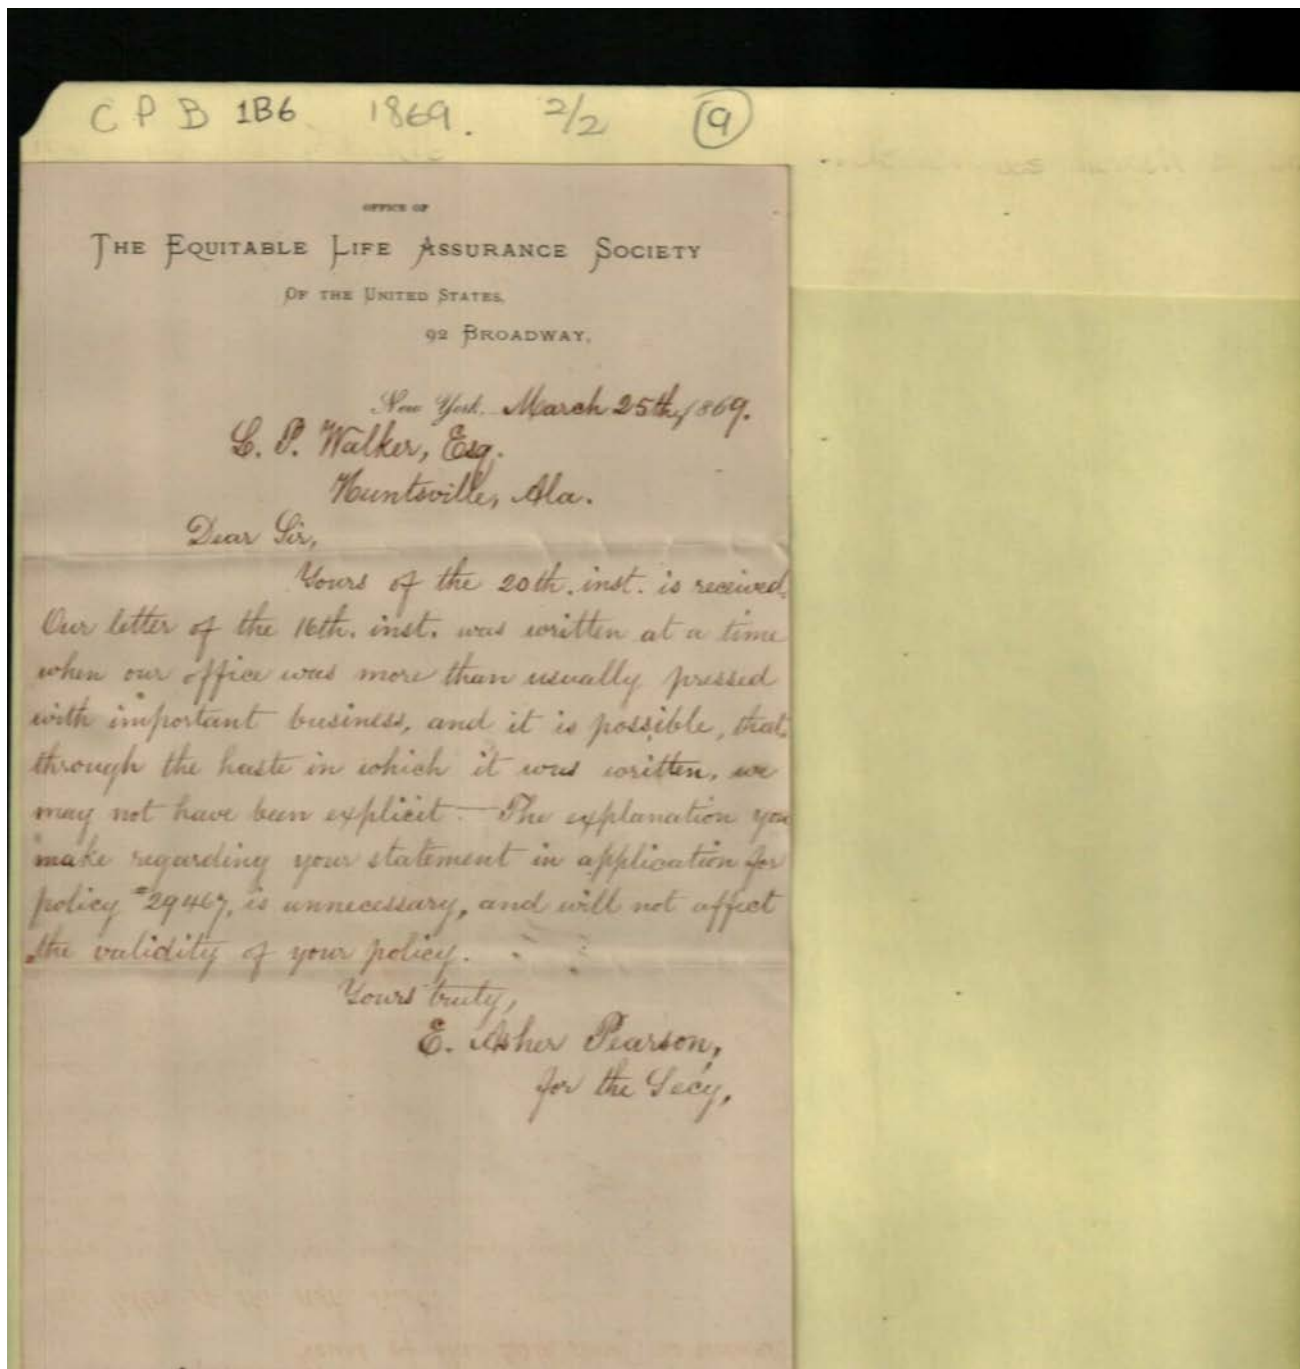 C P B 1B6 1869. 2/2 9
OFFICE OF
THE EQUITABLE LIFE ASSURANCE SOCIETY
OF THE UNITED STATES,
92 BROADWAY,
New York. March 25th, 1869.
L. P. Walker, Esq.
Huntsville, Ala.
Dear Sir,
Yours of the 20th. inst. is received.
Our letter of the 16th. inst. was written at a time
when our office was more than usually pressed
with important business, and it is possible, that,
through the haste in which it was written, we
may not have been explicit — The explanation you
make regarding your statement in application for
policy #29467, is unnecessary, and will not affect
the validity of your policy.
Yours truly,
E. Asher Pearson,
for the Secy,